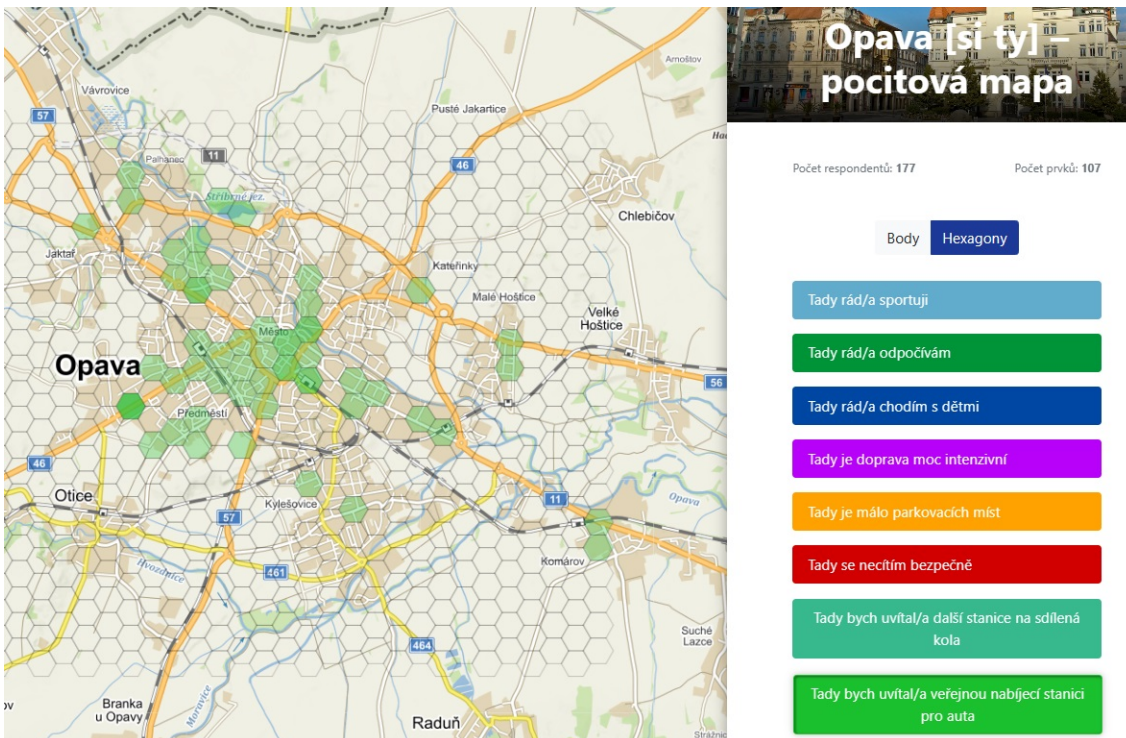 Arnoštov
Vávrovice
57
Pusté Jakartice
Palhanec
11
46
Stříbrné jez.
Chlebičov
Jaktař
Kateřinky
Malé Hoštice
Velké
Hoštice
Město
Opava
56
Předměstí
46
Otice
11
Opava
57
Kylešovice
Komárov
Hvozdnice
461
Suché
Lazce
464
Moravice
Branka
u Opavy
Raduň
Opava [si ty] –
pocitová mapa
Počet respondentů: 177 Počet prvků: 107
Body Hexagony
Tady rád/a sportuji
Tady rád/a odpočívám
Tady rád/a chodím s dětmi
Tady je doprava moc intenzivní
Tady je málo parkovacích míst
Tady se necítím bezpečně
Tady bych uvítal/a další stanice na sdílená
kola
Tady bych uvítal/a veřejnou nabíjecí stanici
pro auta